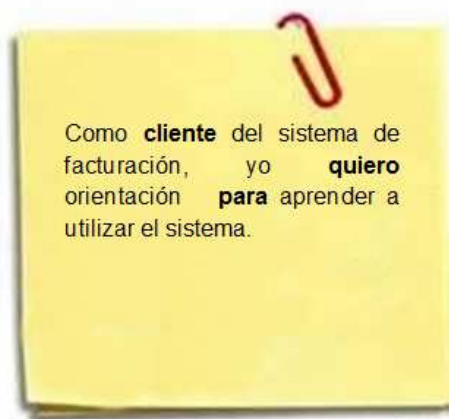 Como cliente del sistema de
facturación, yo quiero
orientación para aprender a
utilizar el sistema.